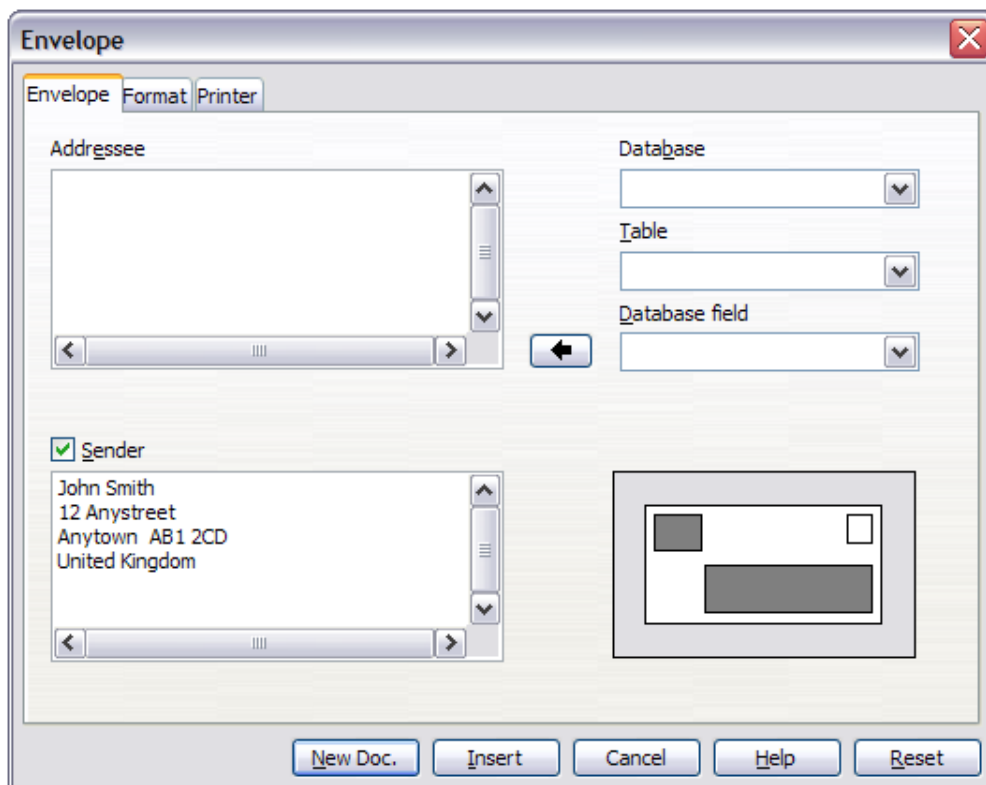 Envelope
Envelope Format Printer
Addressee
Database
Table
Database field
Sender
John Smith
12 Anystreet
Anytown  AB1 2CD
United Kingdom
New Doc. Insert Cancel Help Reset